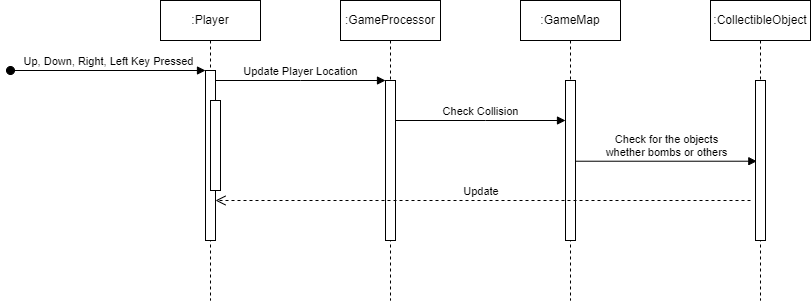 :Player
:GameProcessor
:GameMap
:CollectibleObject
Up, Down, Right, Left Key Pressed
Update Player Location
Check Collision
Check for the objects
whether bombs or others
Update